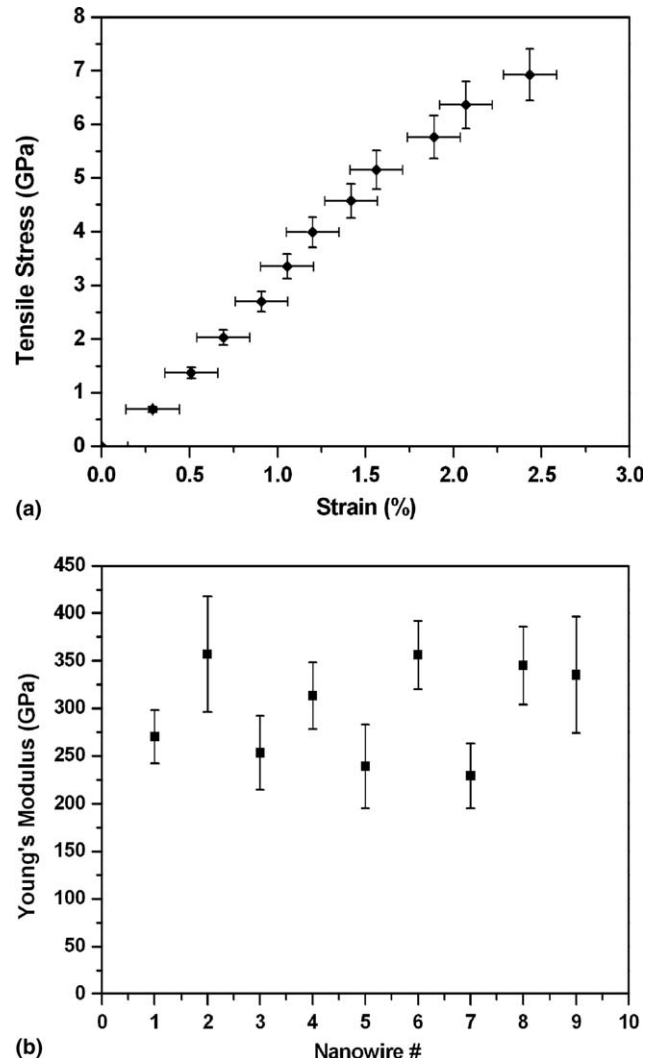 8
7
6
5
4
3
2
1
0
Tensile Stress (GPa)
0.0 0.5 1.0 1.5 2.0 2.5 3.0
Strain (%)
(a)
450
400
350
300
250
200
150
100
50
0
Young's Modulus (GPa)
0 1 2 3 4 5 6 7 8 9 10
Nanowire #
(b)